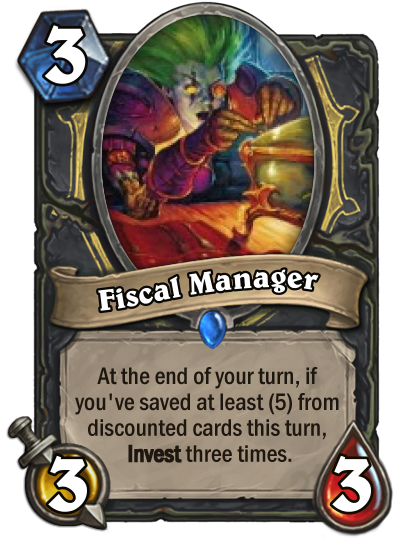 3
Fiscal Manager
At the end of your turn, if
you've saved at least (5) from
discounted cards this turn,
Invest three times.
3
3